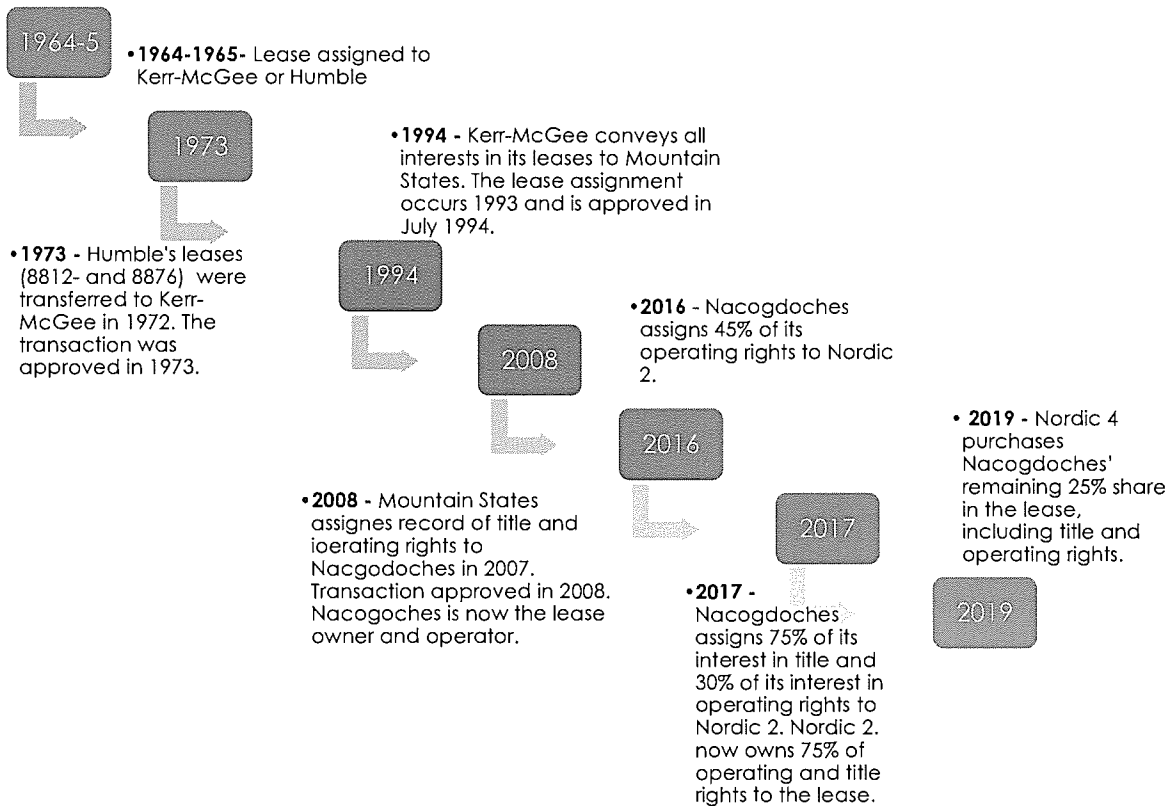 1964-5
•1964-1965- Lease assigned to
Kerr-McGee or Humble
1973
•1973 - Humble's leases
(8812- and 8876) were
transferred to Kerr-
McGee in 1972. The
transaction was
approved in 1973.
•1994 - Kerr-McGee conveys all
interests in its leases to Mountain
States. The lease assignment
occurs 1993 and is approved in
July 1994.
1994
2008
•2008 - Mountain States
assignes record of title and
ioerating rights to
Nacgodoches in 2007.
Transaction approved in 2008.
Nacogoches is now the lease
owner and operator.
•2016 - Nacogdoches
assigns 45% of its
operating rights to Nordic
2.
2016
2017
•2017 -
Nacogdoches
assigns 75% of its
interest in title and
30% of its interest in
operating rights to
Nordic 2. Nordic 2.
now owns 75% of
operating and title
rights to the lease.
• 2019 - Nordic 4
purchases
Nacogdoches'
remaining 25% share
in the lease,
including title and
operating rights.
2019